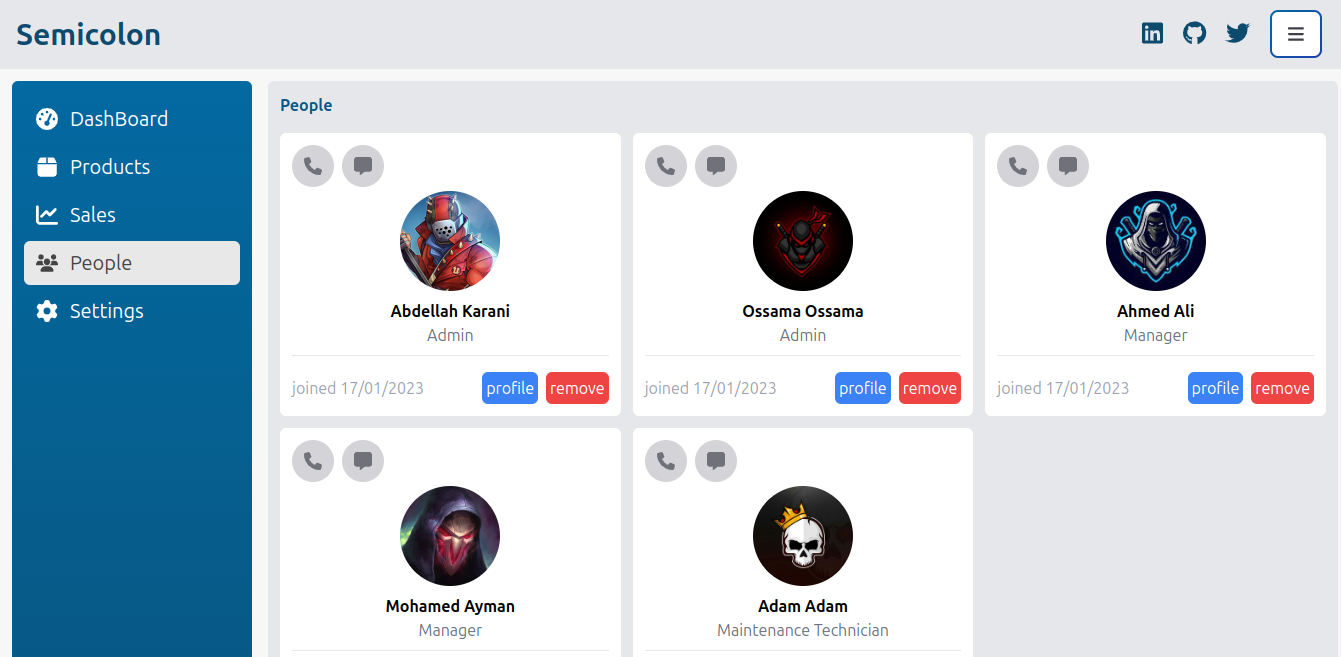 Semicolon
DashBoard
Products
Sales
People
Settings
People
Abdellah Karani
Admin
joined 17/01/2023 profile remove
Ossama Ossama
Admin
joined 17/01/2023 profile remove
Ahmed Ali
Manager
joined 17/01/2023 profile remove
Mohamed Ayman
Manager
Adam Adam
Maintenance Technician